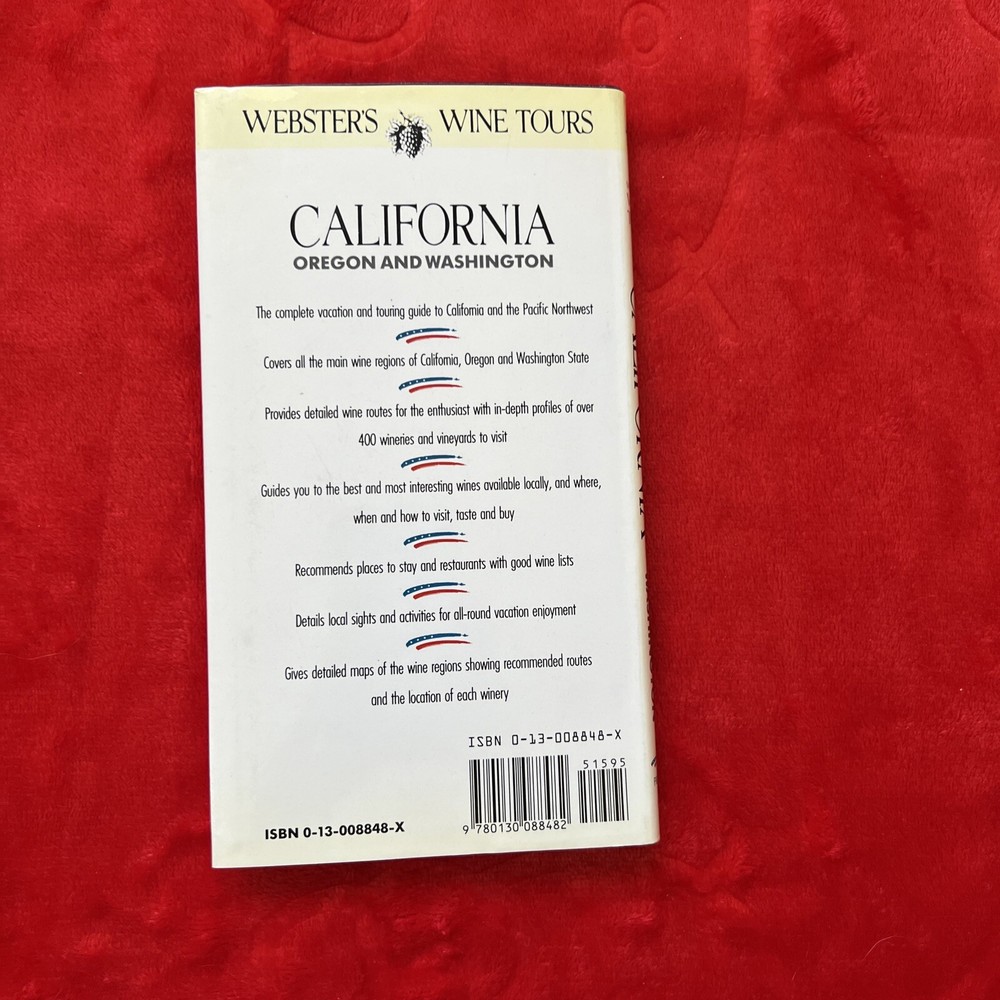 WEBSTER'S WINE TOURS
CALIFORNIA
OREGON AND WASHINGTON
The complete vacation and touring guide to California and the Pacific Northwest
Covers all the main wine regions of California, Oregon and Washington State
Provides detailed wine routes for the enthusiast with in-depth profiles of over
400 wineries and vineyards to visit
Guides you to the best and most interesting wines available locally, and where,
when and how to visit, taste and buy
Recommends places to stay and restaurants with good wine lists
Details local sights and activities for all-round vacation enjoyment
Gives detailed maps of the wine regions showing recommended routes
and the location of each winery
ISBN 0-13-008848-X
51595
9 780130 088482
ISBN 0-13-008848-X